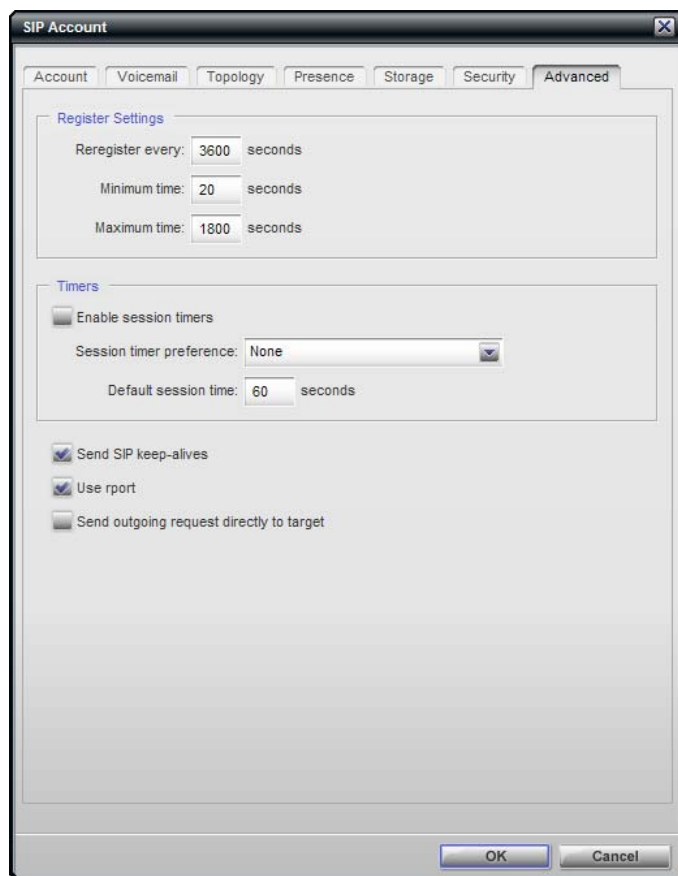 SIP Account
Account Voicemail Topology Presence Storage Security Advanced
Register Settings
Reregister every: 3600 seconds
Minimum time: 20 seconds
Maximum time: 1800 seconds
Timers
Enable session timers
Session timer preference: None
Default session time: 60 seconds
Send SIP keep-alives
Use rport
Send outgoing request directly to target
OK Cancel